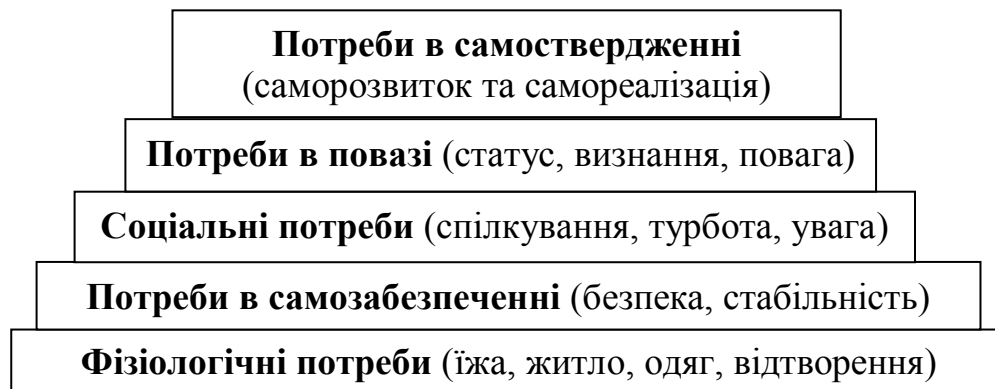 Потреби в самоствердженні
(саморозвиток та самореалізація)
Потреби в повазі (статус, визнання, повага)
Соціальні потреби (спілкування, турбота, увага)
Потреби в самозабезпеченні (безпека, стабільність)
Фізіологічні потреби (їжа, житло, одяг, відтворення)